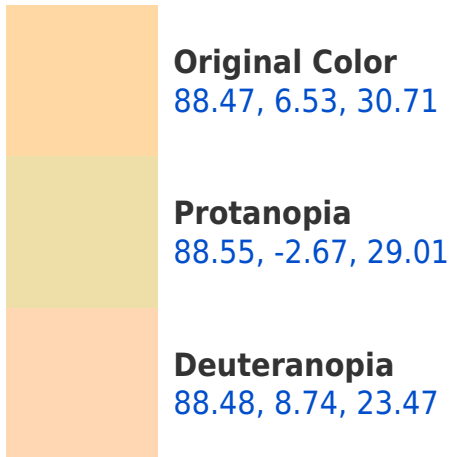 Original Color
88.47, 6.53, 30.71
Protanopia
88.55, -2.67, 29.01
Deuteranopia
88.48, 8.74, 23.47